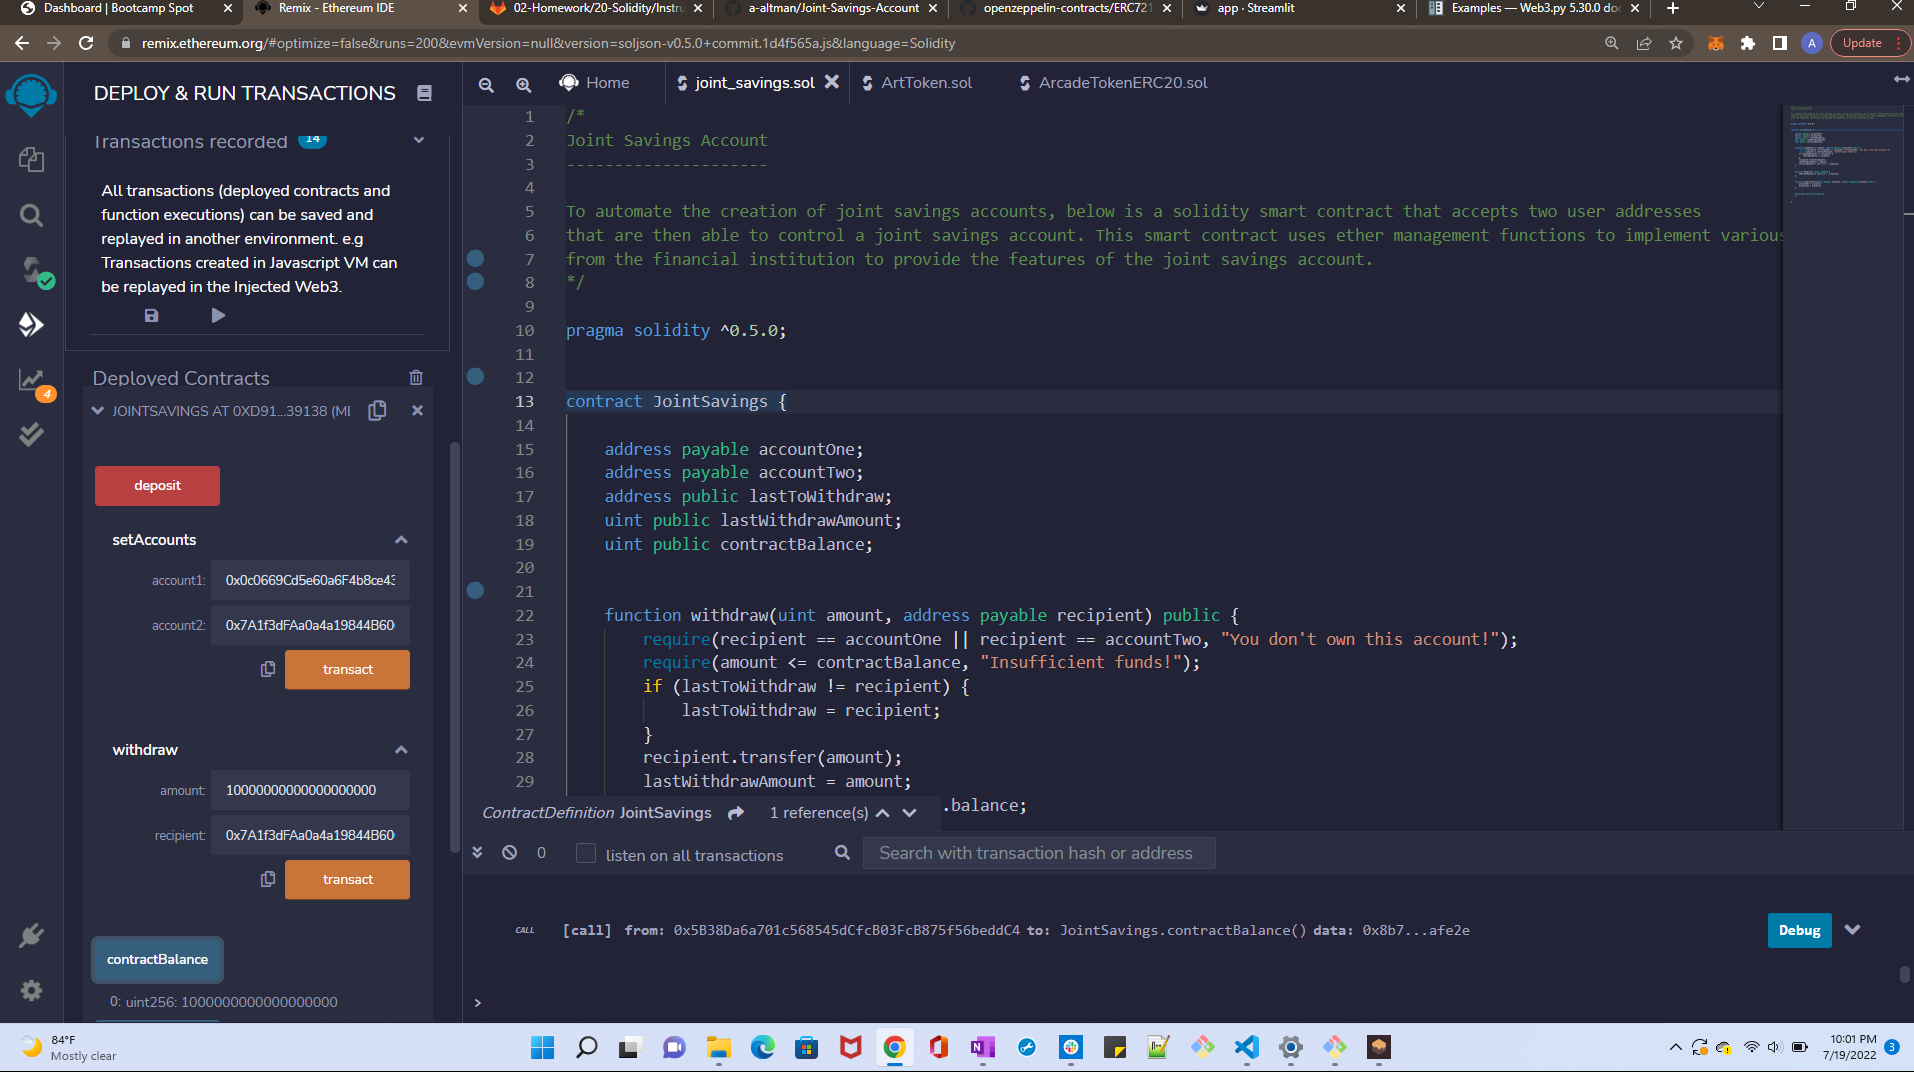 Dashboard | Bootcamp Spot
Remix - Ethereum IDE
02-Homework/20-Solidity/Instru
a-altman/Joint-Savings-Account
openzeppelin-contracts/ERC721
app · Streamlit
Examples — Web3.py 5.30.0 do
remix.ethereum.org/#optimize=false&runs=200&evmVersion=null&version=soljson-v0.5.0+commit.1d4f565a.js&language=Solidity
A
Update
DEPLOY & RUN TRANSACTIONS
Home
joint_savings.sol
ArtToken.sol
ArcadeTokenERC20.sol
Transactions recorded 14
All transactions (deployed contracts and
function executions) can be saved and
replayed in another environment. e.g
Transactions created in Javascript VM can
be replayed in the Injected Web3.
Deployed Contracts
4
JOINTSAVINGS AT 0XD91...39138 (ME
deposit
setAccounts
account1: 0x0c0669Cd5e60a6F4b8ce43
account2: 0x7A1f3dFAa0a4a19844B60
transact
withdraw
amount: 10000000000000000000
recipient: 0x7A1f3dFAa0a4a19844B60
transact
contractBalance
0: uint256: 1000000000000000000
1 /*
2 Joint Savings Account
3 ---------------------
4
5 To automate the creation of joint savings accounts, below is a solidity smart contract that accepts two user addresses
6 that are then able to control a joint savings account. This smart contract uses ether management functions to implement various
7 from the financial institution to provide the features of the joint savings account.
8 */
9
10 pragma solidity ^0.5.0;
11
12
13 contract JointSavings {
14
15 address payable accountOne;
16 address payable accountTwo;
17 address public lastToWithdraw;
18 uint public lastWithdrawAmount;
19 uint public contractBalance;
20
21
22 function withdraw(uint amount, address payable recipient) public {
23 require(recipient == accountOne || recipient == accountTwo, "You don't own this account!");
24 require(amount <= contractBalance, "Insufficient funds!");
25 if (lastToWithdraw != recipient) {
26 lastToWithdraw = recipient;
27 }
28 recipient.transfer(amount);
29 lastWithdrawAmount = amount;
.balance;
ContractDefinition JointSavings 1 reference(s)
0 listen on all transactions Search with transaction hash or address
CALL [call] from: 0x5B38Da6a701c568545dCfcB03FcB875f56beddC4 to: JointSavings.contractBalance() data: 0x8b7...afe2e
Debug
>
84°F
Mostly clear
10:01 PM
7/19/2022
3